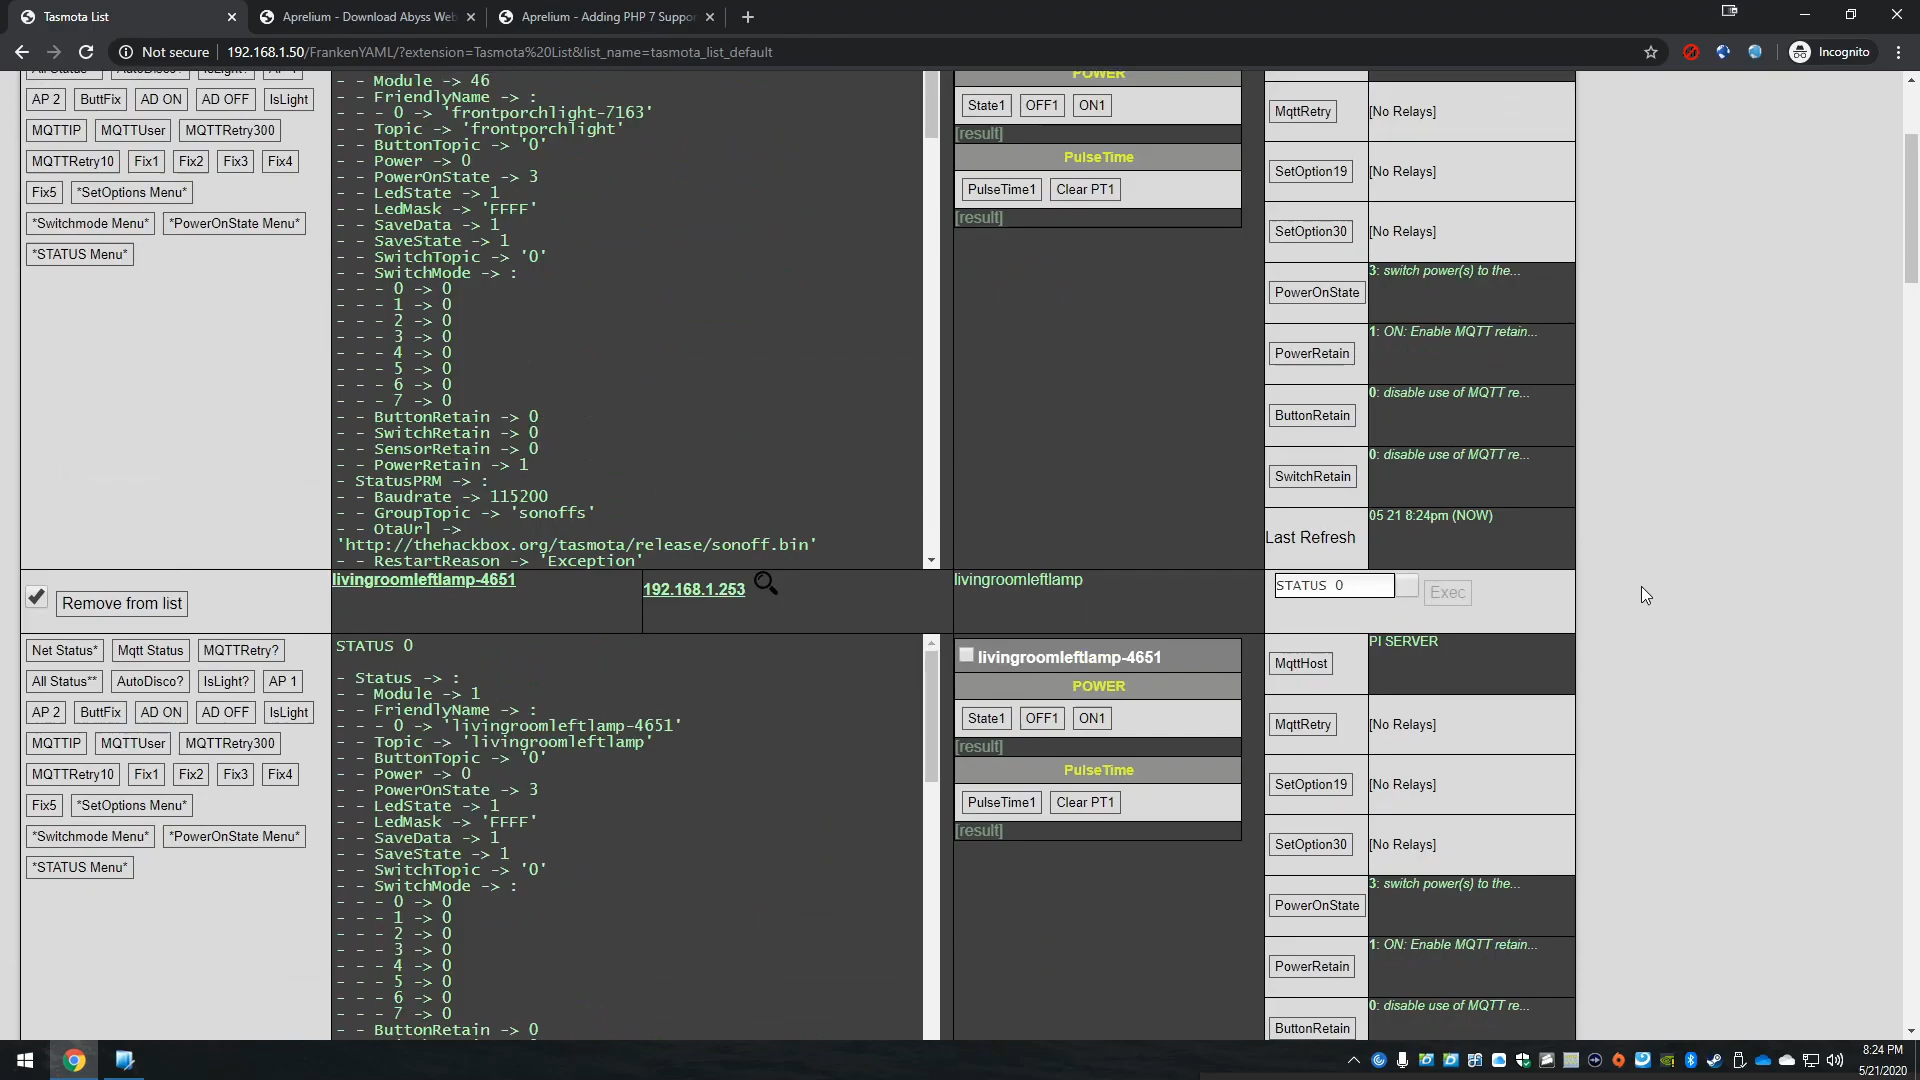 Tasmota List
Aprelium - Download Abyss Web
Aprelium - Adding PHP 7 Suppor
Not secure
192.168.1.50/FrankenYAML/?extension=Tasmota%20List&list_name=tasmota_list_default
Incognito
AP 2 ButtFix AD ON AD OFF IsLight
MQTTIP MQTTUser MQTTRetry300
MQTTRetry10 Fix1 Fix2 Fix3 Fix4
Fix5 *SetOptions Menu*
*Switchmode Menu* *PowerOnState Menu*
*STATUS Menu*
- - Module -> 46
- - FriendlyName -> :
- - - 0 -> 'frontporchlight-7163'
- - Topic -> 'frontporchlight'
- - ButtonTopic -> '0'
- - Power -> 0
- - PowerOnState -> 3
- - LedState -> 1
- - LedMask -> 'FFFF'
- - SaveData -> 1
- - SaveState -> 1
- - SwitchTopic -> '0'
- - SwitchMode -> :
- - - 0 -> 0
- - - 1 -> 0
- - - 2 -> 0
- - - 3 -> 0
- - - 4 -> 0
- - - 5 -> 0
- - - 6 -> 0
- - - 7 -> 0
- - ButtonRetain -> 0
- - SwitchRetain -> 0
- - SensorRetain -> 0
- - PowerRetain -> 1
- StatusPRM -> :
- - Baudrate -> 115200
- - GroupTopic -> 'sonoffs'
- - OtaUrl ->
'http://thehackbox.org/tasmota/release/sonoff.bin'
- - RestartReason -> 'Exception'
POWER
State1 OFF1 ON1
[result]
PulseTime
PulseTime1 Clear PT1
[result]
MqttRetry [No Relays]
SetOption19 [No Relays]
SetOption30 [No Relays]
PowerOnState 3: switch power(s) to the...
PowerRetain 1: ON: Enable MQTT retain...
ButtonRetain 0: disable use of MQTT re...
SwitchRetain 0: disable use of MQTT re...
Last Refresh 05 21 8:24pm (NOW)
Remove from list
livingroomleftlamp-4651
192.168.1.253
livingroomleftlamp
STATUS 0
Exec
Net Status* Mqtt Status MQTTRetry?
All Status** AutoDisco? IsLight? AP 1
AP 2 ButtFix AD ON AD OFF IsLight
MQTTIP MQTTUser MQTTRetry300
MQTTRetry10 Fix1 Fix2 Fix3 Fix4
Fix5 *SetOptions Menu*
*Switchmode Menu* *PowerOnState Menu*
*STATUS Menu*
STATUS 0
- Status -> :
- - Module -> 1
- - FriendlyName -> :
- - - 0 -> 'livingroomleftlamp-4651'
- - Topic -> 'livingroomleftlamp'
- - ButtonTopic -> '0'
- - Power -> 0
- - PowerOnState -> 3
- - LedState -> 1
- - LedMask -> 'FFFF'
- - SaveData -> 1
- - SaveState -> 1
- - SwitchTopic -> '0'
- - SwitchMode -> :
- - - 0 -> 0
- - - 1 -> 0
- - - 2 -> 0
- - - 3 -> 0
- - - 4 -> 0
- - - 5 -> 0
- - - 6 -> 0
- - - 7 -> 0
- - ButtonRetain -> 0
livingroomleftlamp-4651
POWER
State1 OFF1 ON1
[result]
PulseTime
PulseTime1 Clear PT1
[result]
MqttHost PI SERVER
MqttRetry [No Relays]
SetOption19 [No Relays]
SetOption30 [No Relays]
PowerOnState 3: switch power(s) to the...
PowerRetain 1: ON: Enable MQTT retain...
ButtonRetain 0: disable use of MQTT re...
8:24 PM
5/21/2020